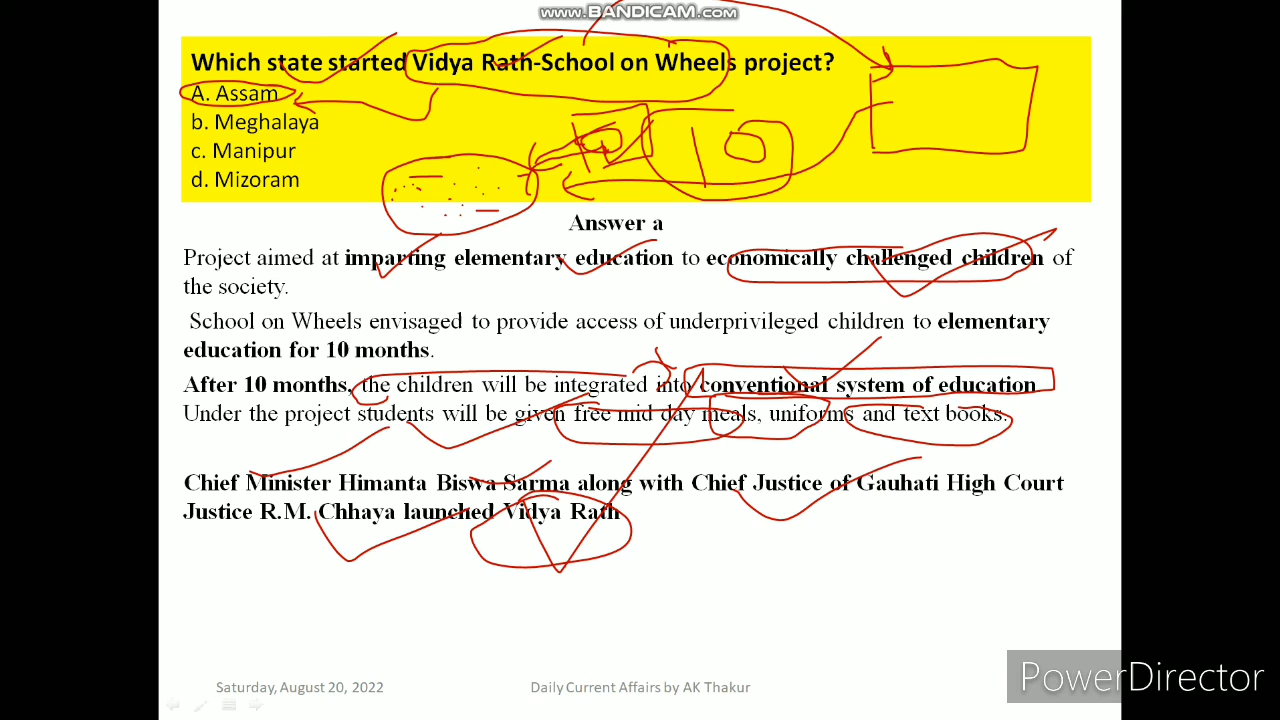 www.BANDICAM.com
Which state started Vidya Rath-School on Wheels project?
A. Assam
b. Meghalaya
c. Manipur
d. Mizoram
10
Answer a
Project aimed at imparting elementary education to economically challenged children of
the society.
School on Wheels envisaged to provide access of underprivileged children to elementary
education for 10 months.
After 10 months, the children will be integrated into conventional system of education
Under the project students will be given free mid day meals, uniforms and text books.
Chief Minister Himanta Biswa Sarma along with Chief Justice of Gauhati High Court
Justice R.M. Chhaya launched Vidya Rath
Saturday, August 20, 2022
Daily Current Affairs by AK Thakur
PowerDirector